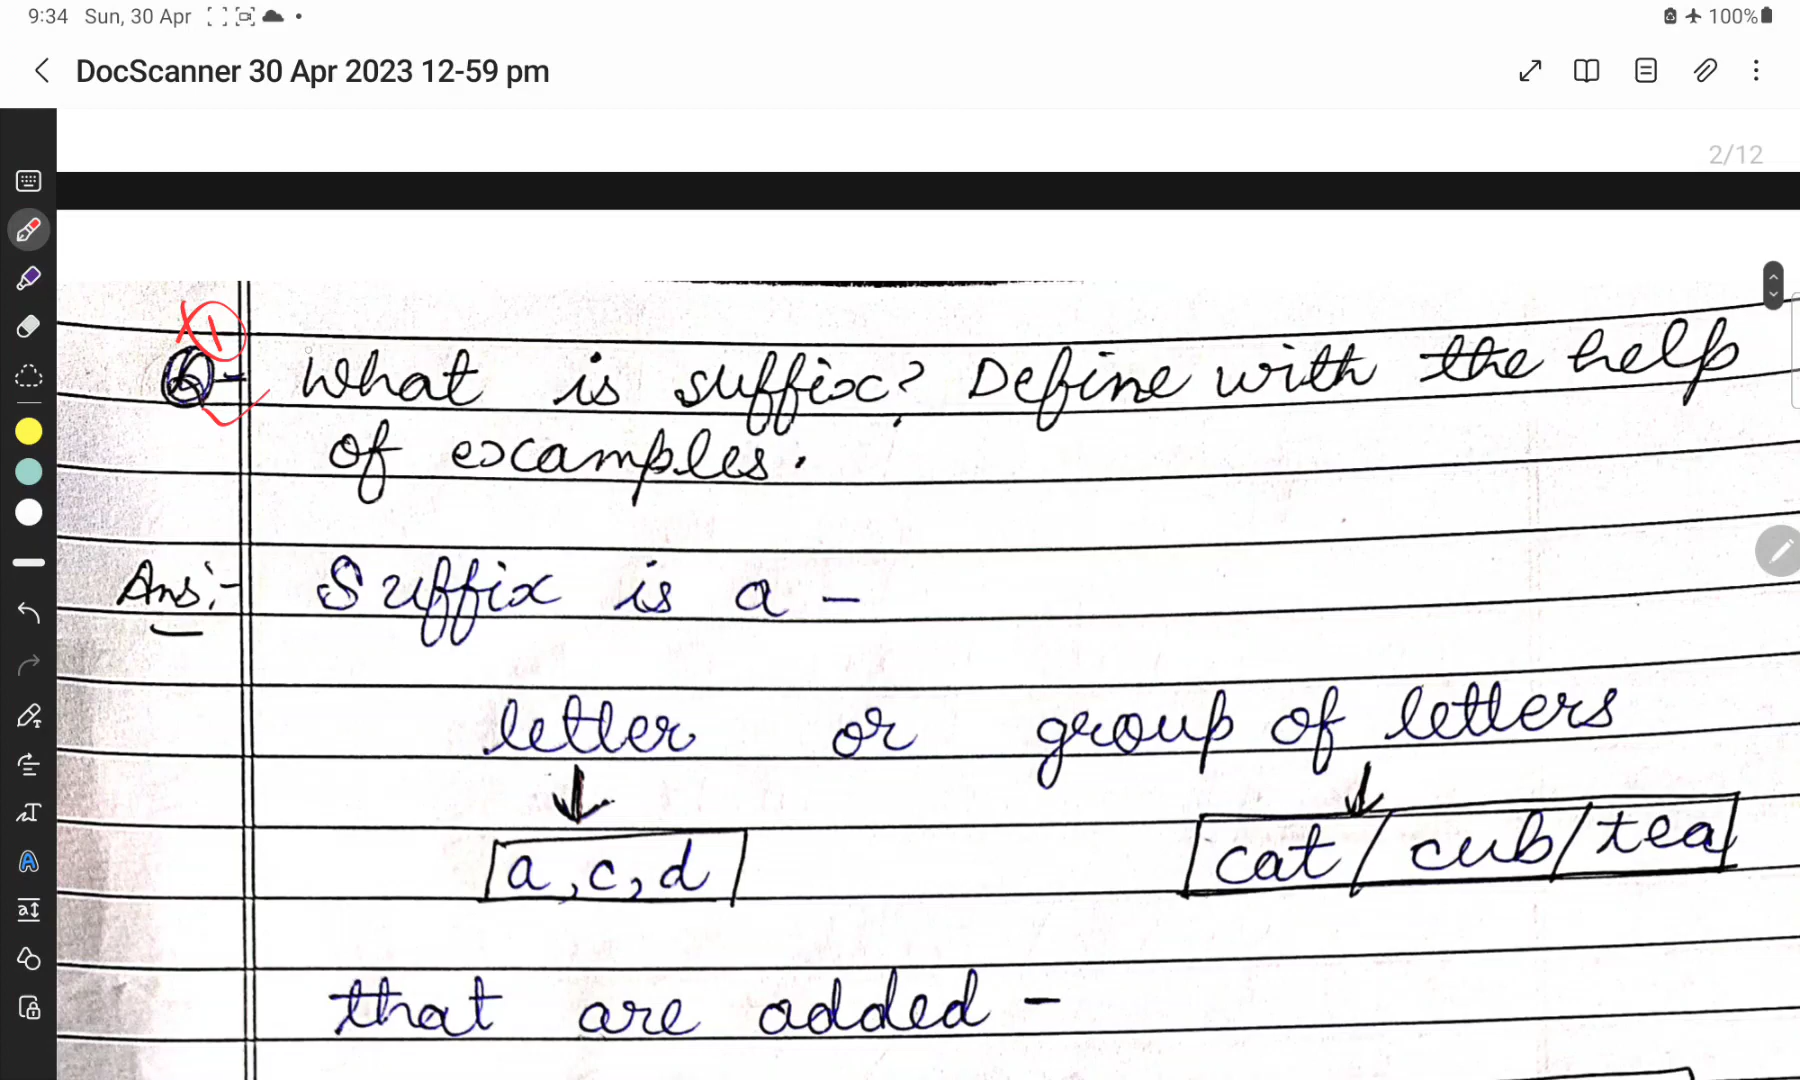 9:34 Sun, 30 Apr 100%
DocScanner 30 Apr 2023 12-59 pm
2/12
X 1
6- What is suffix? Define with the help
of examples.
Ans:- Suffix is a -
letter or group of letters
a, c, d
cat / cub / tea
that are added -